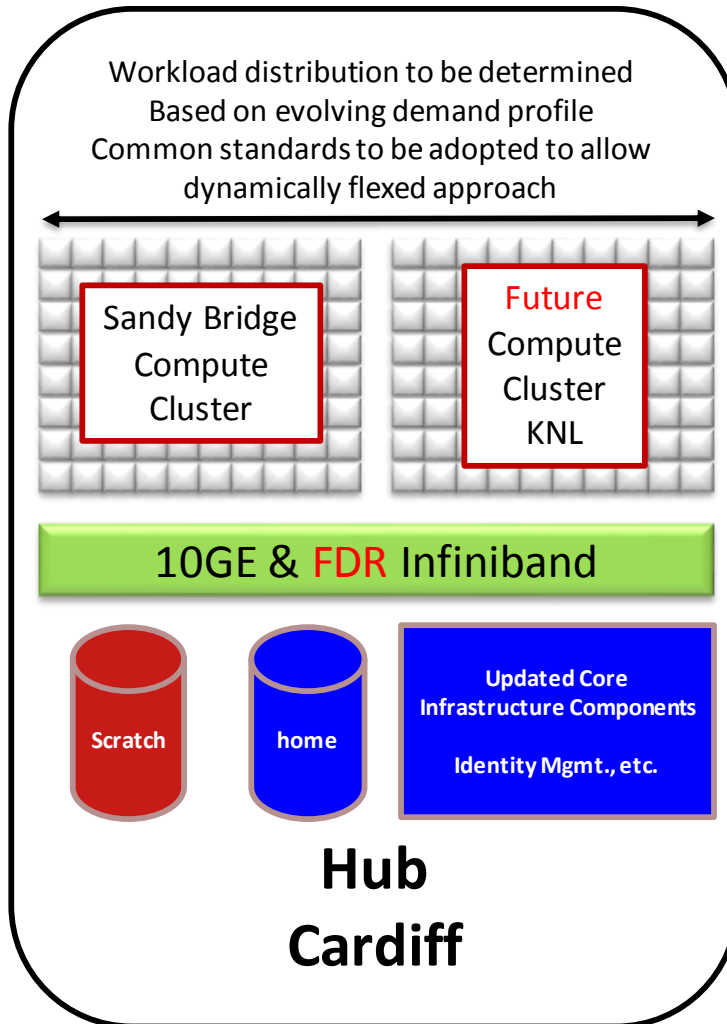 Workload distribution to be determined
Based on evolving demand profile
Common standards to be adopted to allow
dynamically flexed approach
Sandy Bridge
Compute
Cluster
Future
Compute
Cluster
KNL
10GE & FDR Infiniband
Scratch
home
Updated Core
Infrastructure Components
Identity Mgmt., etc.
Hub
Cardiff